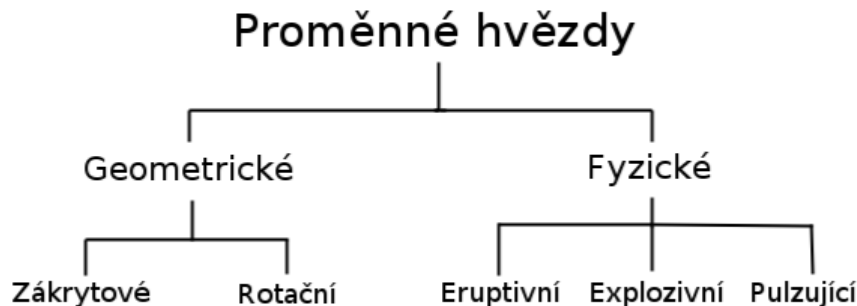 Proměnné hvězdy
Geometrické Fyzické
Zákrytové Rotační Eruptivní Explozivní Pulzující